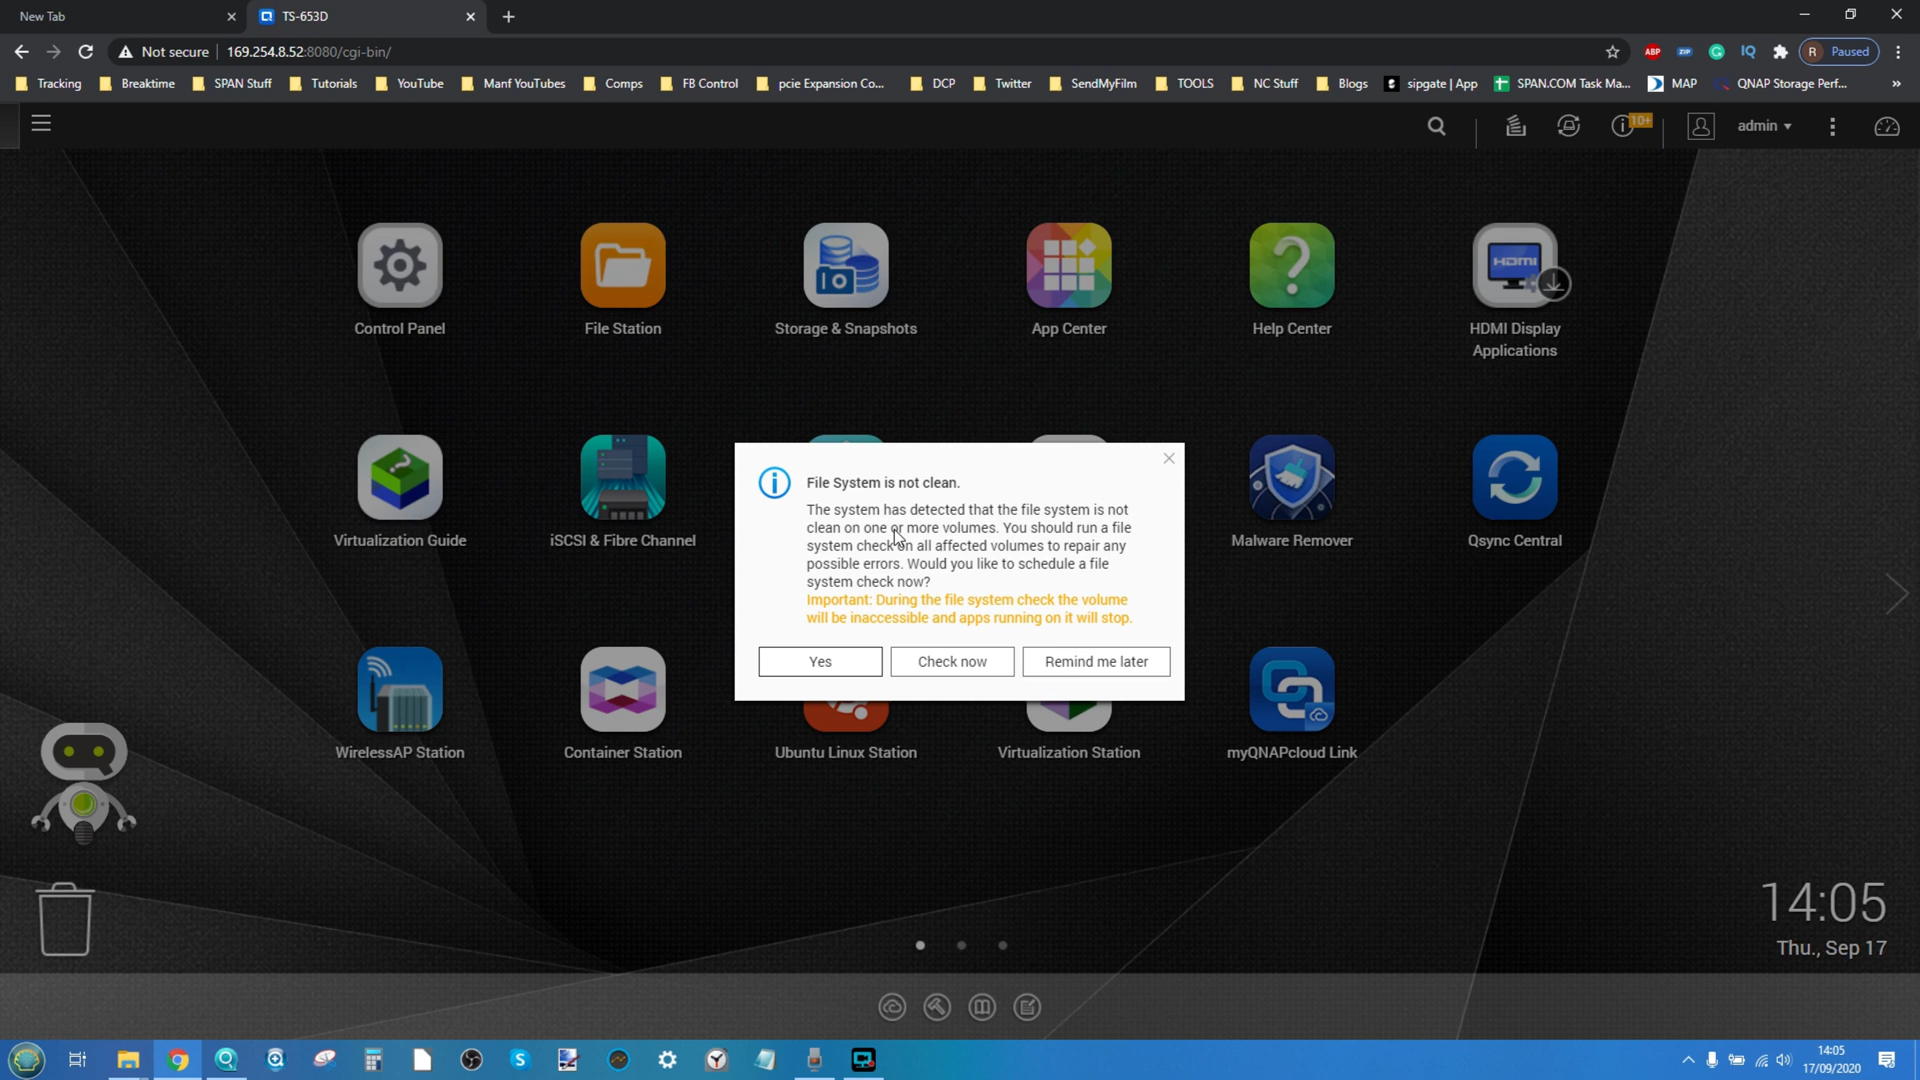 New Tab
TS-653D
Not secure
169.254.8.52:8080/cgi-bin/
ABP
ZIP
IQ
R
Paused
Tracking
Breaktime
SPAN Stuff
Tutorials
YouTube
Manf YouTubes
Comps
FB Control
pcie Expansion Co...
DCP
Twitter
SendMyFilm
TOOLS
NC Stuff
Blogs
sipgate | App
SPAN.COM Task Ma...
MAP
QNAP Storage Perf...
10+
admin
Control Panel
File Station
Storage & Snapshots
App Center
Help Center
HDMI
HDMI Display
Applications
Virtualization Guide
iSCSI & Fibre Channel
Malware Remover
Qsync Central
File System is not clean.
The system has detected that the file system is not
clean on one or more volumes. You should run a file
system check on all affected volumes to repair any
possible errors. Would you like to schedule a file
system check now?
Important: During the file system check the volume
will be inaccessible and apps running on it will stop.
Yes
Check now
Remind me later
WirelessAP Station
Container Station
Ubuntu Linux Station
Virtualization Station
myQNAPcloud Link
14:05
Thu., Sep 17
14:05
17/09/2020